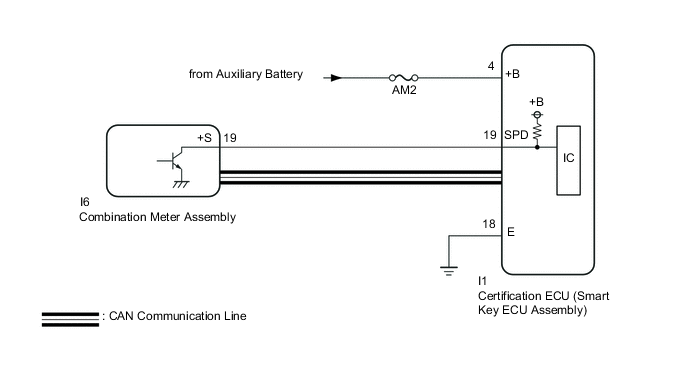 from Auxiliary Battery
AM2
4
+B
+B
+S
19
19
SPD
IC
I6
Combination Meter Assembly
18
E
I1
Certification ECU (Smart
Key ECU Assembly)
: CAN Communication Line